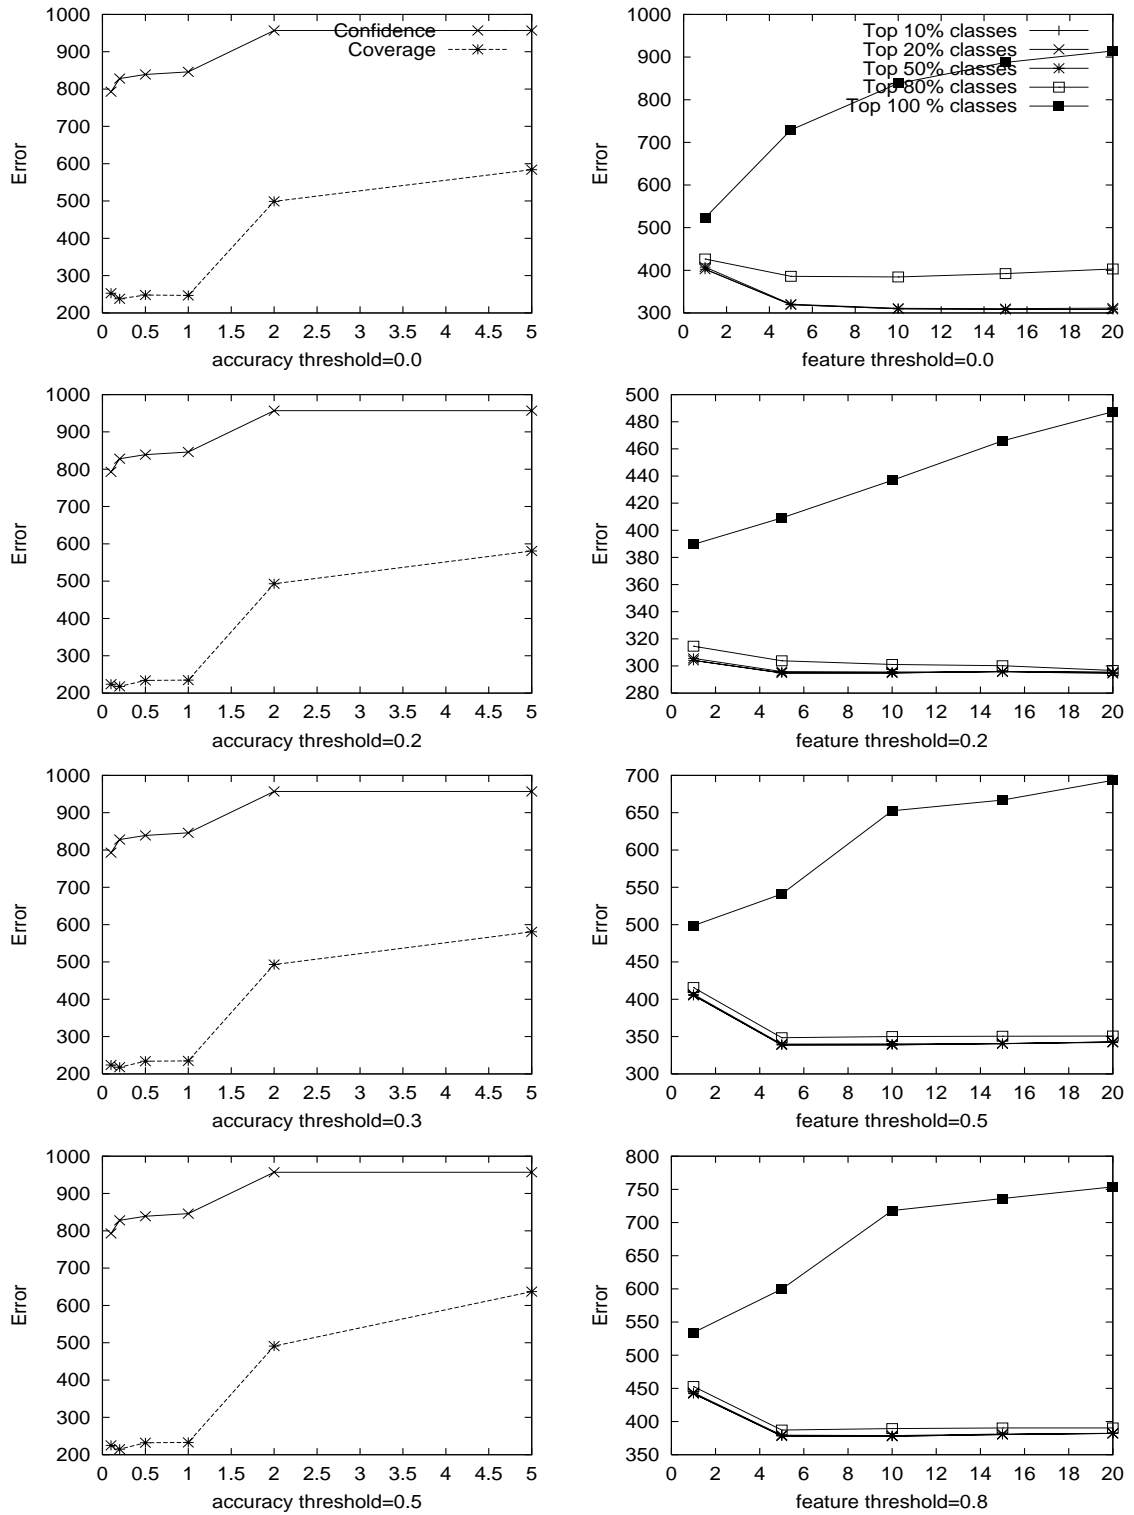 1000
900
800
700
600
500
400
300
200
Error
Confidence
Coverage
0 0.5 1 1.5 2 2.5 3 3.5 4 4.5 5
accuracy threshold=0.0
1000
900
800
700
600
500
400
300
Error
Top 10% classes
Top 20% classes
Top 50% classes
Top 80% classes
Top 100 % classes
0 2 4 6 8 10 12 14 16 18 20
feature threshold=0.0
1000
900
800
700
600
500
400
300
200
Error
0 0.5 1 1.5 2 2.5 3 3.5 4 4.5 5
accuracy threshold=0.2
500
480
460
440
420
400
380
360
340
320
300
280
Error
0 2 4 6 8 10 12 14 16 18 20
feature threshold=0.2
1000
900
800
700
600
500
400
300
200
Error
0 0.5 1 1.5 2 2.5 3 3.5 4 4.5 5
accuracy threshold=0.3
700
650
600
550
500
450
400
350
300
Error
0 2 4 6 8 10 12 14 16 18 20
feature threshold=0.5
1000
900
800
700
600
500
400
300
200
Error
0 0.5 1 1.5 2 2.5 3 3.5 4 4.5 5
accuracy threshold=0.5
800
750
700
650
600
550
500
450
400
350
Error
0 2 4 6 8 10 12 14 16 18 20
feature threshold=0.8